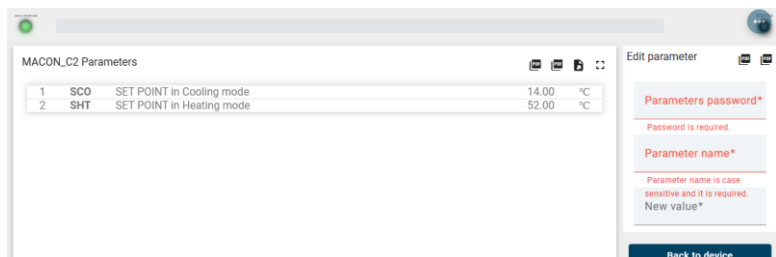 MACON_C2 Parameters
1 SCO SET POINT in Cooling mode 14.00 °C
2 SHT SET POINT in Heating mode 52.00 °C
Edit parameter
Parameters password*
Password is required.
Parameter name*
Parameter name is case
sensitive and it is required.
New value*
Back to device